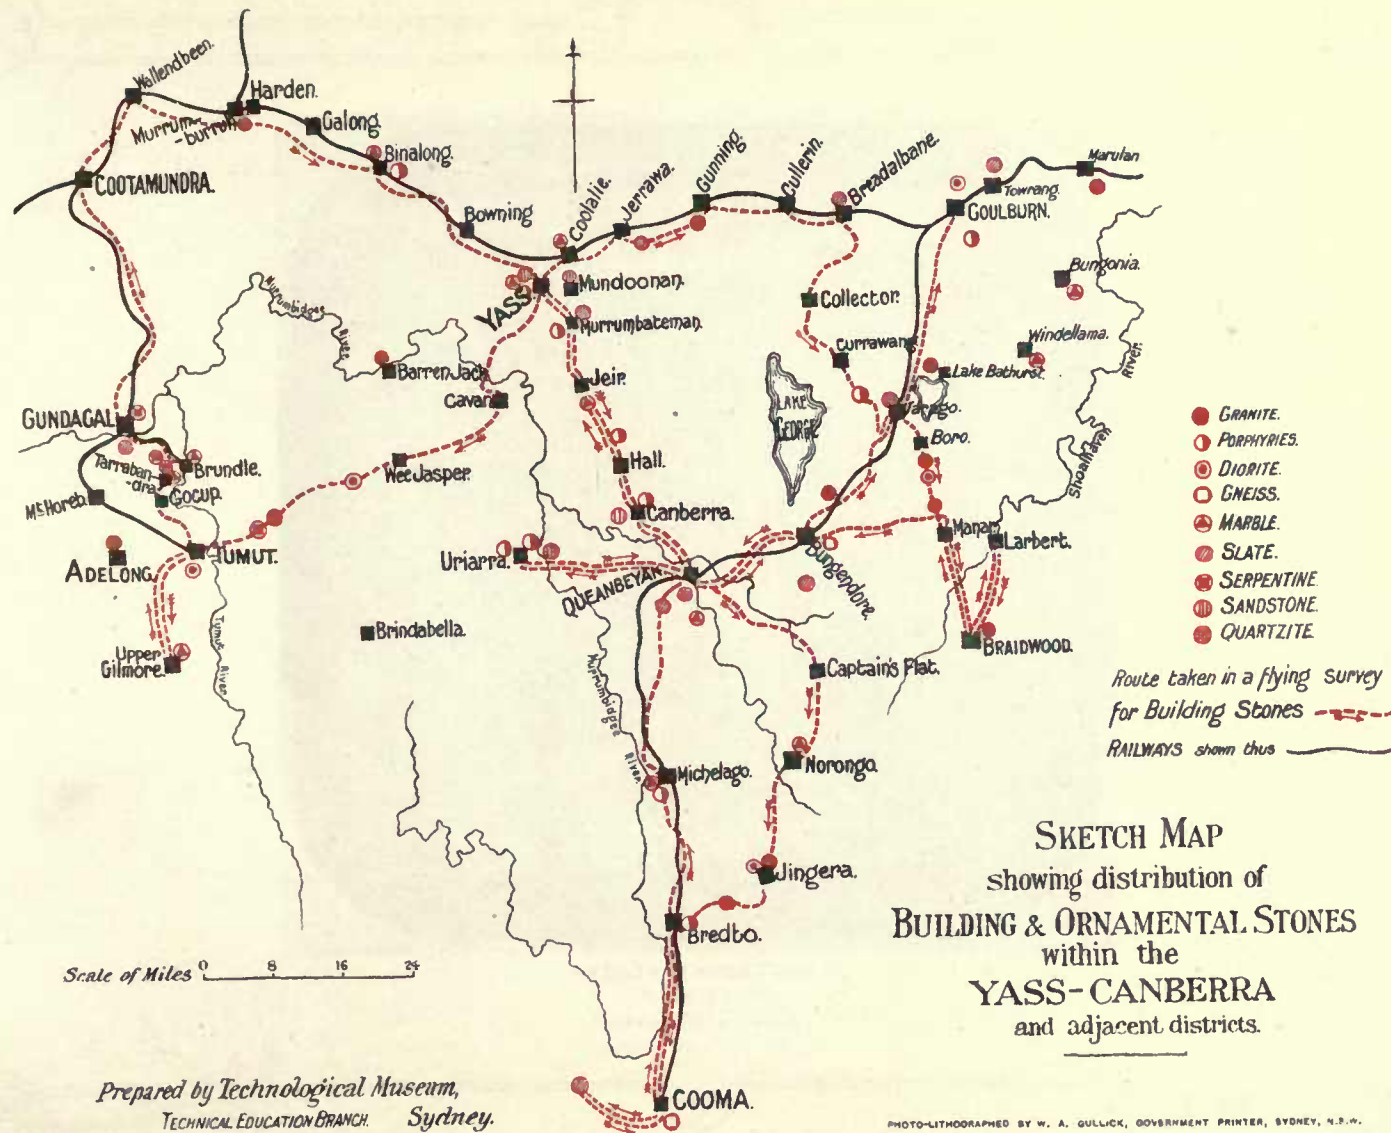 Wallendbeen.
Harden.
Murrum-
-burrah
Galong.
Binalong.
COOTAMUNDRA.
Bowning
Coolalie.
Jerrawa.
Gunning.
Cullerin.
Breadalbane.
Marulan
Towrang.
GOULBURN.
Bungonia.
Mundoonan.
YASS
Murrumbateman.
Collector.
Currawang.
Windellama.
River.
Murrumbidgee
River
Barren Jack
Cavan
Jeir.
Lake Bathurst.
LAKE
GEORGE
Tarago.
Boro.
Shoalhaven
GUNDAGAI.
Tarraban-
-dra
Brundle.
Gocup.
Mt Horeb.
Wee Jasper.
Hall.
Canberra.
Manar.
Larbert.
ADELONG.
TUMUT.
Uriarra.
QUEANBEYAN.
Bungendore.
BRAIDWOOD.
Brindabella.
Upper
Gilmore.
Tumut
River
Captain's Flat.
Murrumbidgee
River
Michelago.
Norongo.
Jingera.
Bredbo.
COOMA.
GRANITE.
PORPHYRIES.
DIORITE.
GNEISS.
MARBLE.
SLATE.
SERPENTINE.
SANDSTONE.
QUARTZITE.
Route taken in a flying survey
for Building Stones
RAILWAYS shown thus
SKETCH MAP
showing distribution of
BUILDING & ORNAMENTAL STONES
within the
YASS-CANBERRA
and adjacent districts.
Scale of Miles 0 8 16 24
Prepared by Technological Museum,
TECHNICAL EDUCATION BRANCH. Sydney.
PHOTO-LITHOGRAPHED BY W. A. GULLICK, GOVERNMENT PRINTER, SYDNEY, N.S.W.